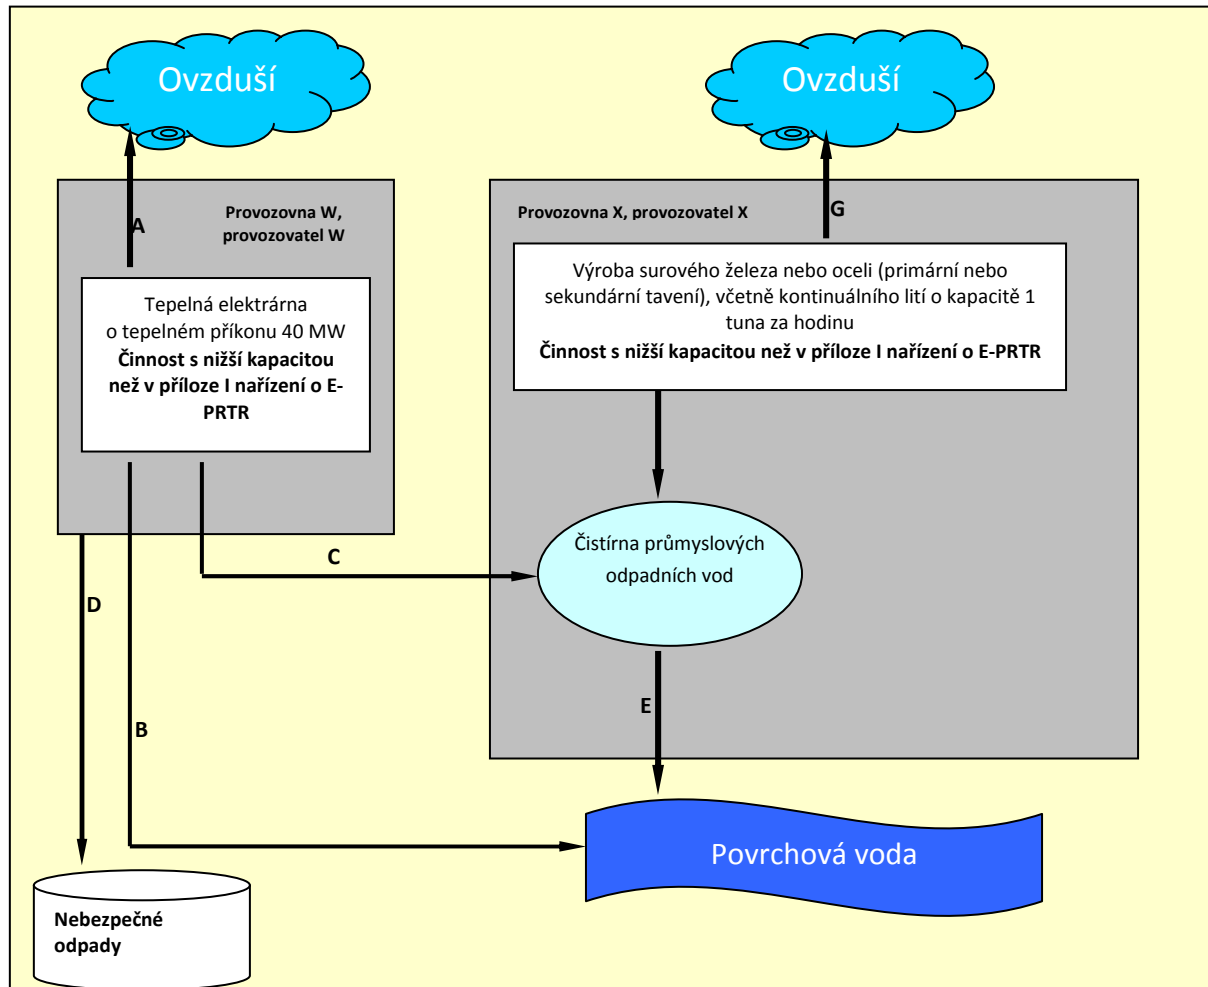 Ovzduší
Ovzduší
A
Provozovna W,
provozovatel W
Tepelná elektrárna
o tepelném příkonu 40 MW
Činnost s nižší kapacitou
než v příloze I nařízení o E-
PRTR
Provozovna X, provozovatel X
G
Výroba surového železa nebo oceli (primární nebo
sekundární tavení), včetně kontinuálního lití o kapacitě 1
tuna za hodinu
Činnost s nižší kapacitou než v příloze I nařízení o E-PRTR
C
Čistírna průmyslových
odpadních vod
D
B
E
Povrchová voda
Nebezpečné
odpady